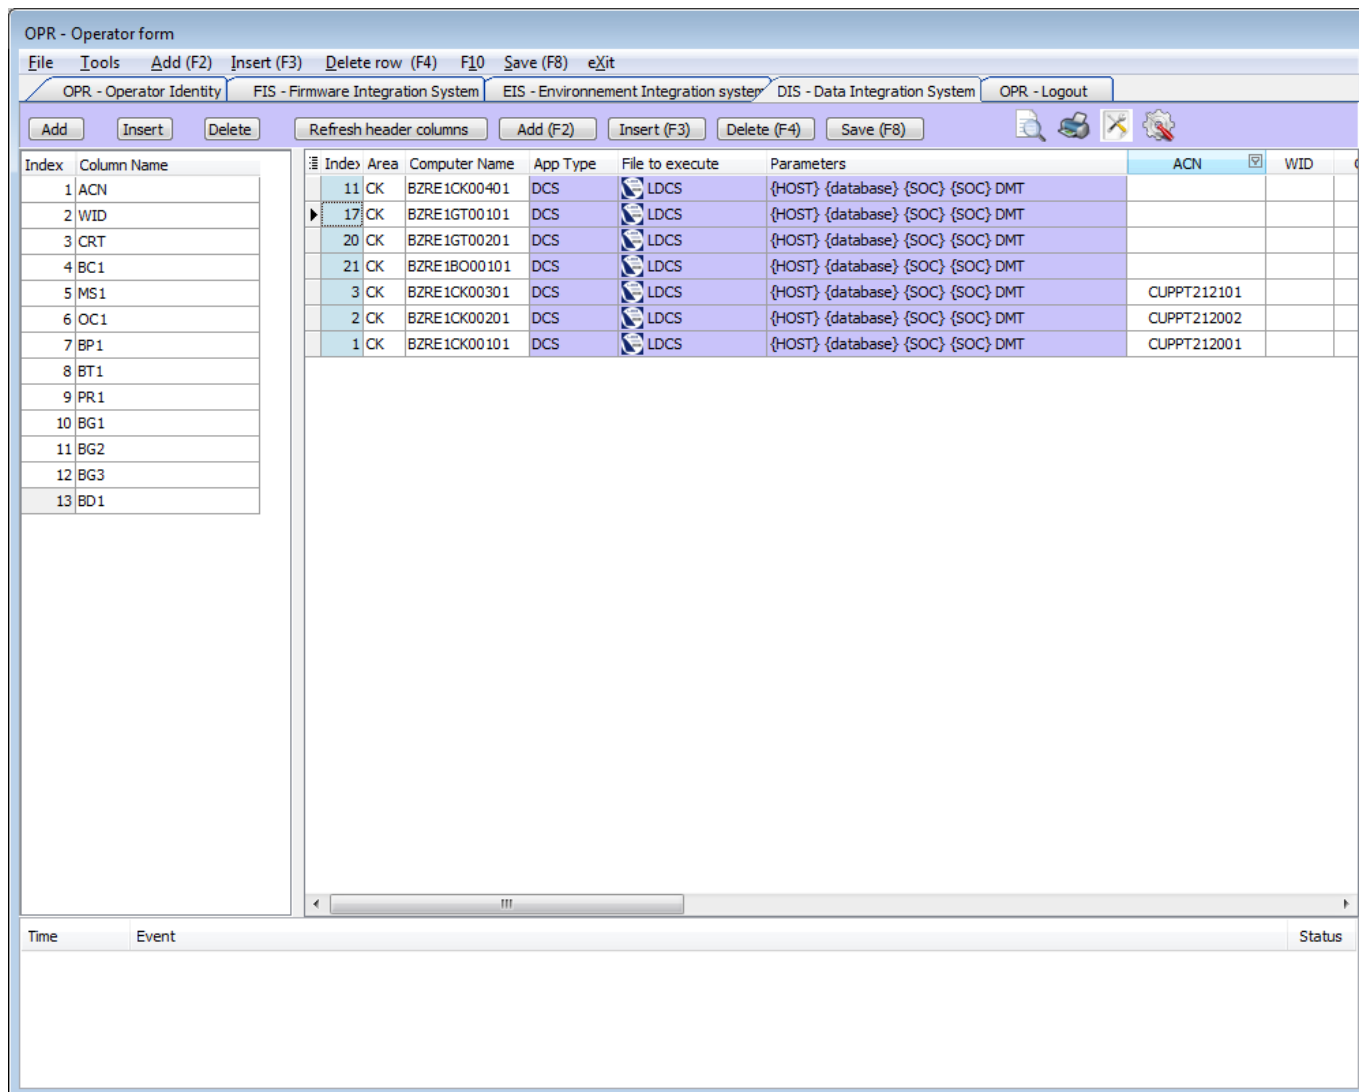 OPR - Operator form
File Tools Add (F2) Insert (F3) Delete row (F4) F10 Save (F8) eXit
OPR - Operator Identity FIS - Firmware Integration System EIS - Environnement Integration system DIS - Data Integration System OPR - Logout
Add Insert Delete Refresh header columns Add (F2) Insert (F3) Delete (F4) Save (F8)
Index Column Name
1 ACN
2 WID
3 CRT
4 BC1
5 MS1
6 OC1
7 BP1
8 BT1
9 PR1
10 BG1
11 BG2
12 BG3
13 BD1
Index Area Computer Name App Type File to execute Parameters ACN WID
11 CK BZRE1CK00401 DCS LDCS {HOST} {database} {SOC} {SOC} DMT
17 CK BZRE1GT00101 DCS LDCS {HOST} {database} {SOC} {SOC} DMT
20 CK BZRE1GT00201 DCS LDCS {HOST} {database} {SOC} {SOC} DMT
21 CK BZRE1BO00101 DCS LDCS {HOST} {database} {SOC} {SOC} DMT
3 CK BZRE1CK00301 DCS LDCS {HOST} {database} {SOC} {SOC} DMT CUPPT212101
2 CK BZRE1CK00201 DCS LDCS {HOST} {database} {SOC} {SOC} DMT CUPPT212002
1 CK BZRE1CK00101 DCS LDCS {HOST} {database} {SOC} {SOC} DMT CUPPT212001
Time Event Status